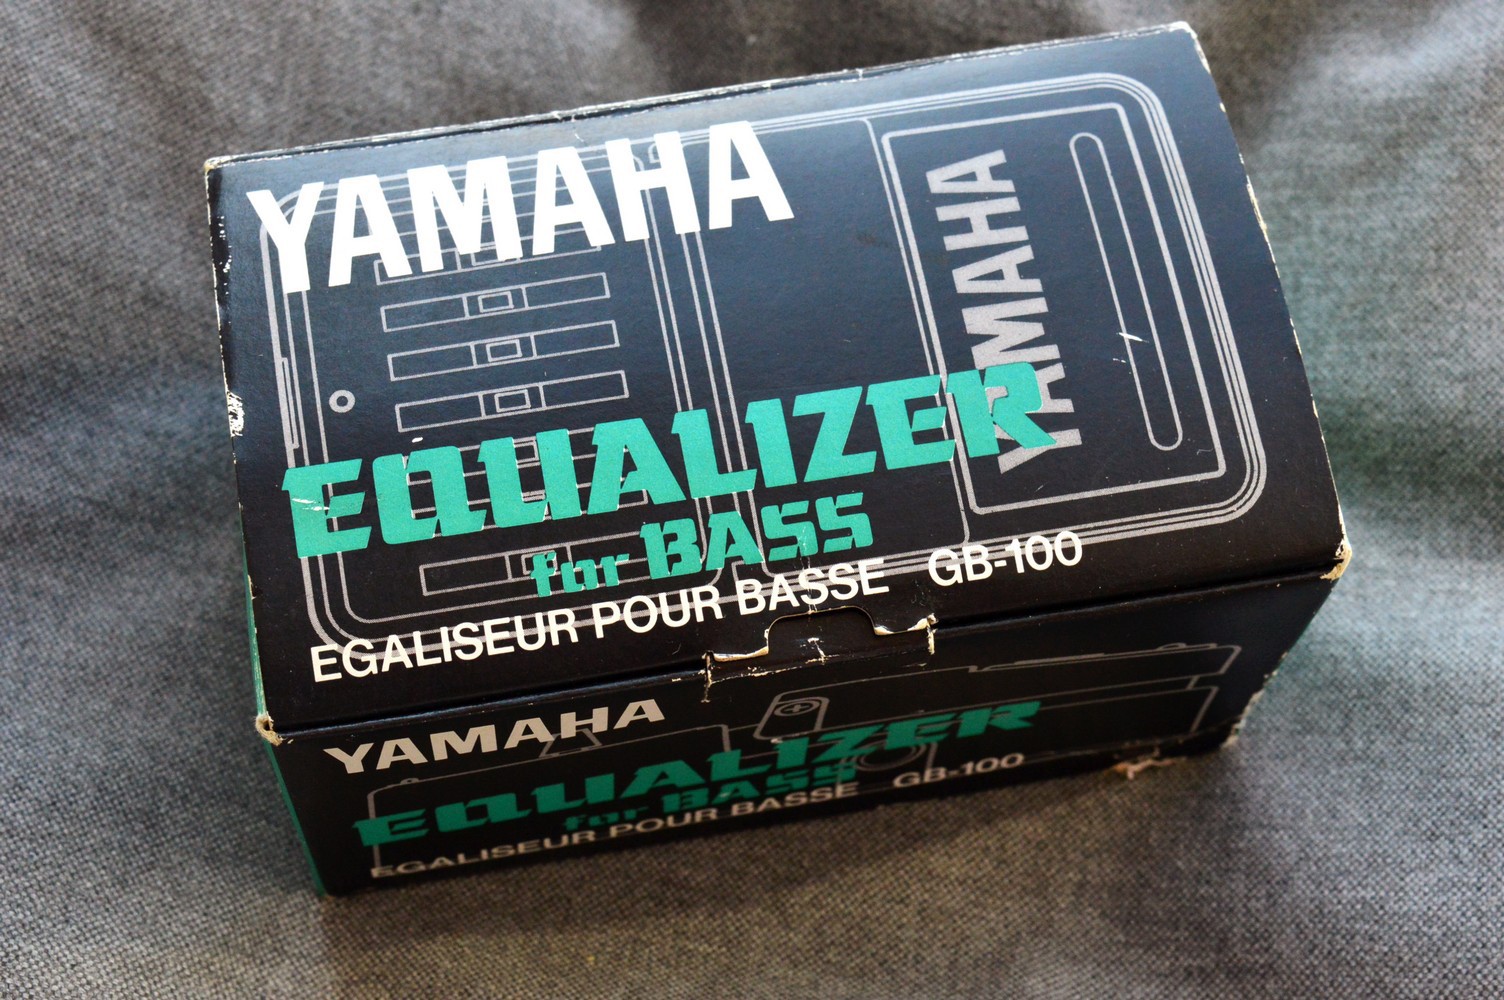 YAMAHA
YAMAHA
EQUALIZER
for BASS
EGALISEUR POUR BASSE GB-100
YAMAHA
EQUALIZER
for BASS
EGALISEUR POUR BASSE GB-100